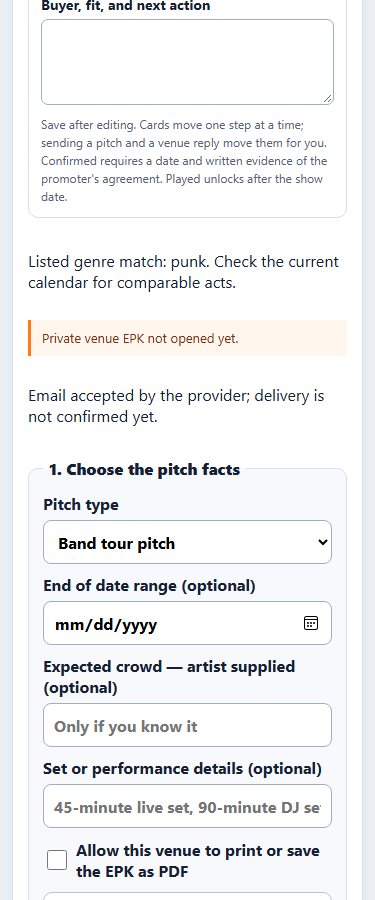 Buyer, fit, and next action
Save after editing. Cards move one step at a time;
sending a pitch and a venue reply move them for you.
Confirmed requires a date and written evidence of the
promoter's agreement. Played unlocks after the show
date.
Listed genre match: punk. Check the current
calendar for comparable acts.
Private venue EPK not opened yet.
Email accepted by the provider; delivery is
not confirmed yet.
1. Choose the pitch facts
Pitch type
Band tour pitch
End of date range (optional)
mm/dd/yyyy
Expected crowd — artist supplied
(optional)
Only if you know it
Set or performance details (optional)
45-minute live set, 90-minute DJ se
Allow this venue to print or save
the EPK as PDF